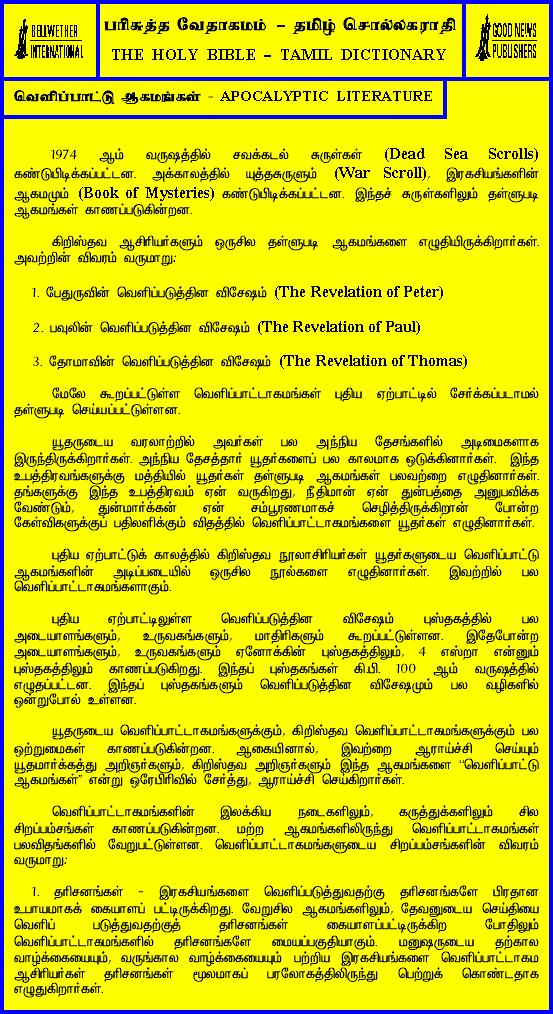 BELLWETHER
INTERNATIONAL
பரிசுத்த வேதாகமம் – தமிழ் சொல்லகராதி
THE HOLY BIBLE – TAMIL DICTIONARY
GOOD NEWS
PUBLISHERS
வெளிப்பாட்டு ஆகமங்கள் - APOCALYPTIC LITERATURE
1974 ஆம் வருஷத்தில் சவக்கடல் சுருள்கள் (Dead Sea Scrolls)
கண்டுபிடிக்கப்பட்டன. அக்காலத்தில் யுத்தசுருளும் (War Scroll), இரகசியங்களின்
ஆகமமும் (Book of Mysteries) கண்டுபிடிக்கப்பட்டன. இந்தச் சுருள்களிலும் தள்ளுபடி
ஆகமங்கள் காணப்படுகின்றன.
கிறிஸ்தவ ஆசிரியர்களும் ஒருசில தள்ளுபடி ஆகமங்களை எழுதியிருக்கிறார்கள்.
அவற்றின் விவரம் வருமாறு:
1. பேதுருவின் வெளிப்படுத்தின விசேஷம் (The Revelation of Peter)
2. பவுலின் வெளிப்படுத்தின விசேஷம் (The Revelation of Paul)
3. தோமாவின் வெளிப்படுத்தின விசேஷம் (The Revelation of Thomas)
மேலே கூறப்பட்டுள்ள வெளிப்பாட்டாகமங்கள் புதிய ஏற்பாட்டில் சேர்க்கப்படாமல்
தள்ளுபடி செய்யப்பட்டுள்ளன.
யூதருடைய வரலாற்றில் அவர்கள் பல அந்நிய தேசங்களில் அடிமைகளாக
இருந்திருக்கிறார்கள். அந்நிய தேசத்தார் யூதர்களைப் பல காலமாக ஒடுக்கினார்கள். இந்த
உபத்திரவங்களுக்கு மத்தியில் யூதர்கள் தள்ளுபடி ஆகமங்கள் பலவற்றை எழுதினார்கள்.
தங்களுக்கு இந்த உபத்திரவம் ஏன் வருகிறது, நீதிமான் ஏன் துன்பத்தை அனுபவிக்க
வேண்டும், துன்மார்க்கன் ஏன் சம்பூரணமாகச் செழித்திருக்கிறான் போன்ற
கேள்விகளுக்குப் பதிலளிக்கும் விதத்தில் வெளிப்பாட்டாகமங்களை யூதர்கள் எழுதினார்கள்.
புதிய ஏற்பாட்டுக் காலத்தில் கிறிஸ்தவ நூலாசிரியர்கள் யூதர்களுடைய வெளிப்பாட்டு
ஆகமங்களின் அடிப்படையில் ஒருசில நூல்களை எழுதினார்கள். இவற்றில் பல
வெளிப்பாட்டாகமங்களாகும்.
புதிய ஏற்பாட்டிலுள்ள வெளிப்படுத்தின விசேஷம் புஸ்தகத்தில் பல
அடையாளங்களும், உருவகங்களும், மாதிரிகளும் கூறப்பட்டுள்ளன. இதேபோன்ற
அடையாளங்களும், உருவகங்களும் ஏனோக்கின் புஸ்தகத்திலும், 4 எஸ்றா என்னும்
புஸ்தகத்திலும் காணப்படுகிறது. இந்தப் புஸ்தகங்கள் கி.பி. 100 ஆம் வருஷத்தில்
எழுதப்பட்டன. இந்தப் புஸ்தகங்களும் வெளிப்படுத்தின விசேஷமும் பல வழிகளில்
ஒன்றுபோல் உள்ளன.
யூதருடைய வெளிப்பாட்டாகமங்களுக்கும், கிறிஸ்தவ வெளிப்பாட்டாகமங்களுக்கும் பல
ஒற்றுமைகள் காணப்படுகின்றன. ஆகையினால், இவற்றை ஆராய்ச்சி செய்யும்
யூதமார்க்கத்து அறிஞர்களும், கிறிஸ்தவ அறிஞர்களும் இந்த ஆகமங்களை “வெளிப்பாட்டு
ஆகமங்கள்” என்று ஒரேபிரிவில் சேர்த்து, ஆராய்ச்சி செய்கிறார்கள்.
வெளிப்பாட்டாகமங்களின் இலக்கிய நடைகளிலும், கருத்துக்களிலும் சில
சிறப்பம்சங்கள் காணப்படுகின்றன. மற்ற ஆகமங்களிலிருந்து வெளிப்பாட்டாகமங்கள்
பலவிதங்களில் வேறுபட்டுள்ளன. வெளிப்பாட்டாகமங்களுடைய சிறப்பம்சங்களின் விவரம்
வருமாறு:
1. தரிசனங்கள் - இரகசியங்களை வெளிப்படுத்துவதற்கு தரிசனங்களே பிரதான
உபாயமாகக் கையாளப் பட்டிருக்கிறது. வேறுசில ஆகமங்களிலும், தேவனுடைய செய்தியை
வெளிப் படுத்துவதற்குத் தரிசனங்கள் கையாளப்பட்டிருக்கிற போதிலும்
வெளிப்பாட்டாகமங்களில் தரிசனங்களே மையப்பகுதியாகும். மனுஷருடைய தற்கால
வாழ்க்கையையும், வருங்கால வாழ்க்கையையும் பற்றிய இரகசியங்களை வெளிப்பாட்டாகம
ஆசிரியர்கள் தரிசனங்கள் மூலமாகப் பரலோகத்திலிருந்து பெற்றுக் கொண்டதாக
எழுதுகிறார்கள்.